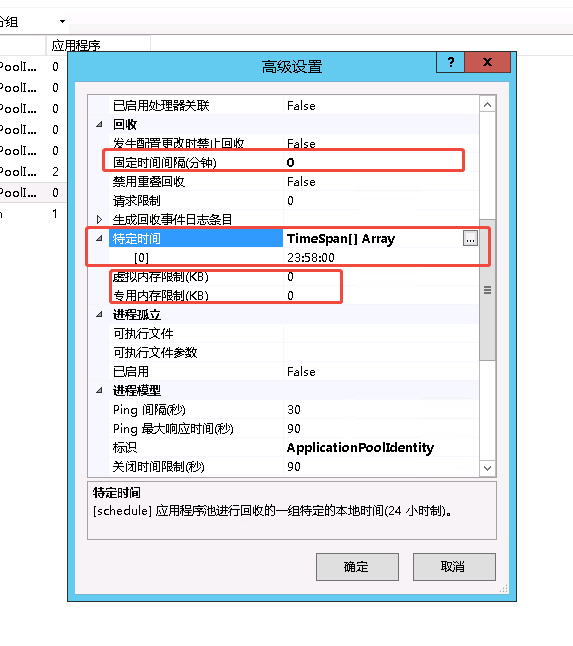 分组
应用程序
PoolI... 0
PoolI... 0
PoolI... 0
PoolI... 0
PoolI... 0
PoolI... 2
PoolI... 0
1
高级设置
?
X
已启用处理器关联 False
回收
发生配置更改时禁止回收 False
固定时间间隔(分钟) 0
禁用重叠回收 False
请求限制 0
生成回收事件日志条目
特定时间 TimeSpan[] Array ...
[0] 23:58:00
虚拟内存限制(KB) 0
专用内存限制(KB) 0
进程孤立
可执行文件
可执行文件参数
已启用 False
进程模型
Ping 间隔(秒) 30
Ping 最大响应时间(秒) 90
标识 ApplicationPoolIdentity
关闭时间限制(秒) 90
特定时间
[schedule] 应用程序池进行回收的一组特定的本地时间(24 小时制)。
确定 取消